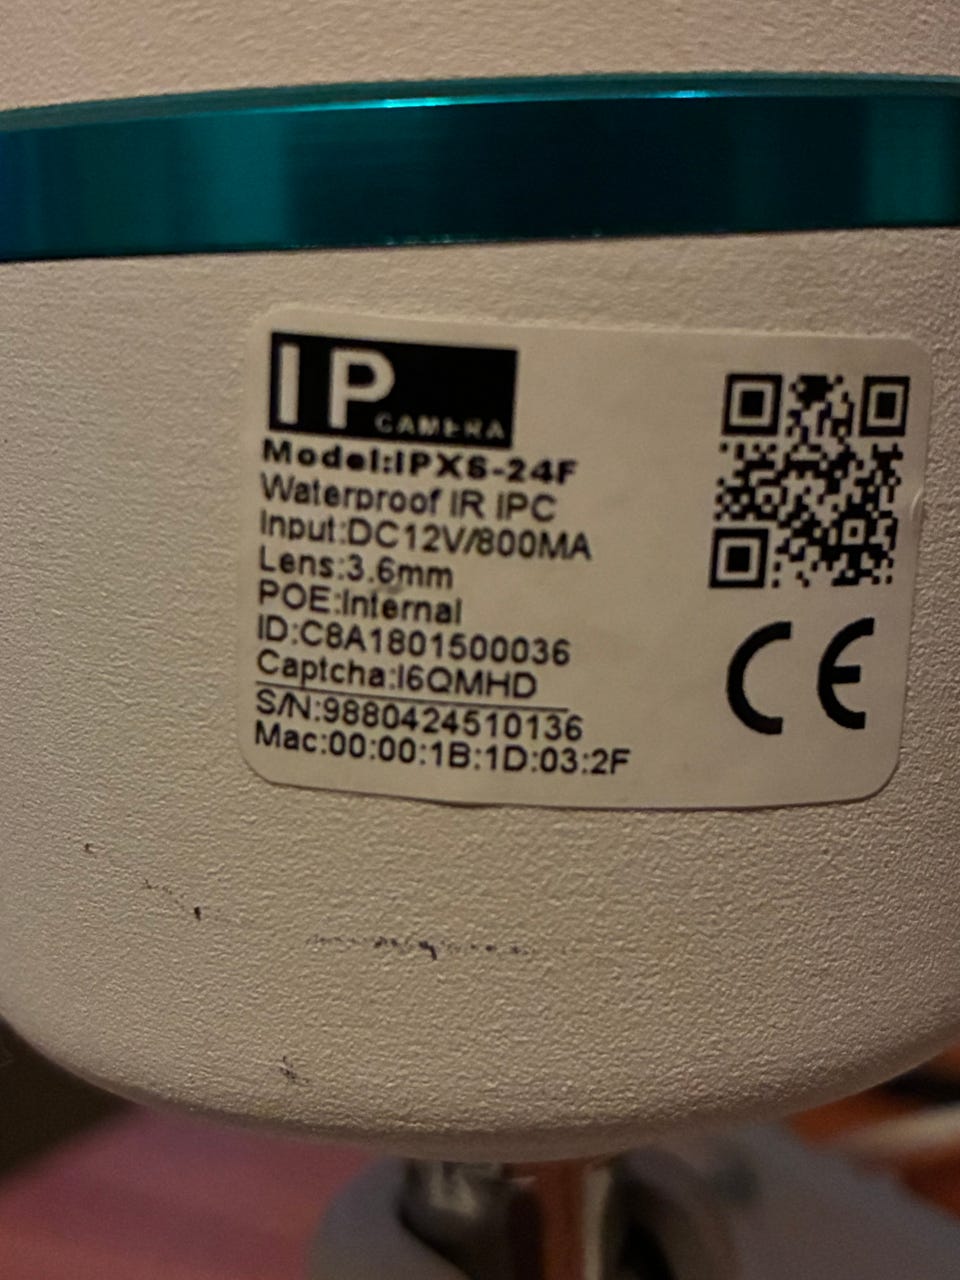 IP CAMERA
Model:IPX6-24F
Waterproof IR IPC
Input:DC12V/800MA
Lens:3.6mm
POE:Internal
ID:C8A1801500036
Captcha:I6QMHD
S/N:9880424510136
Mac:00:00:1B:1D:03:2F
CE